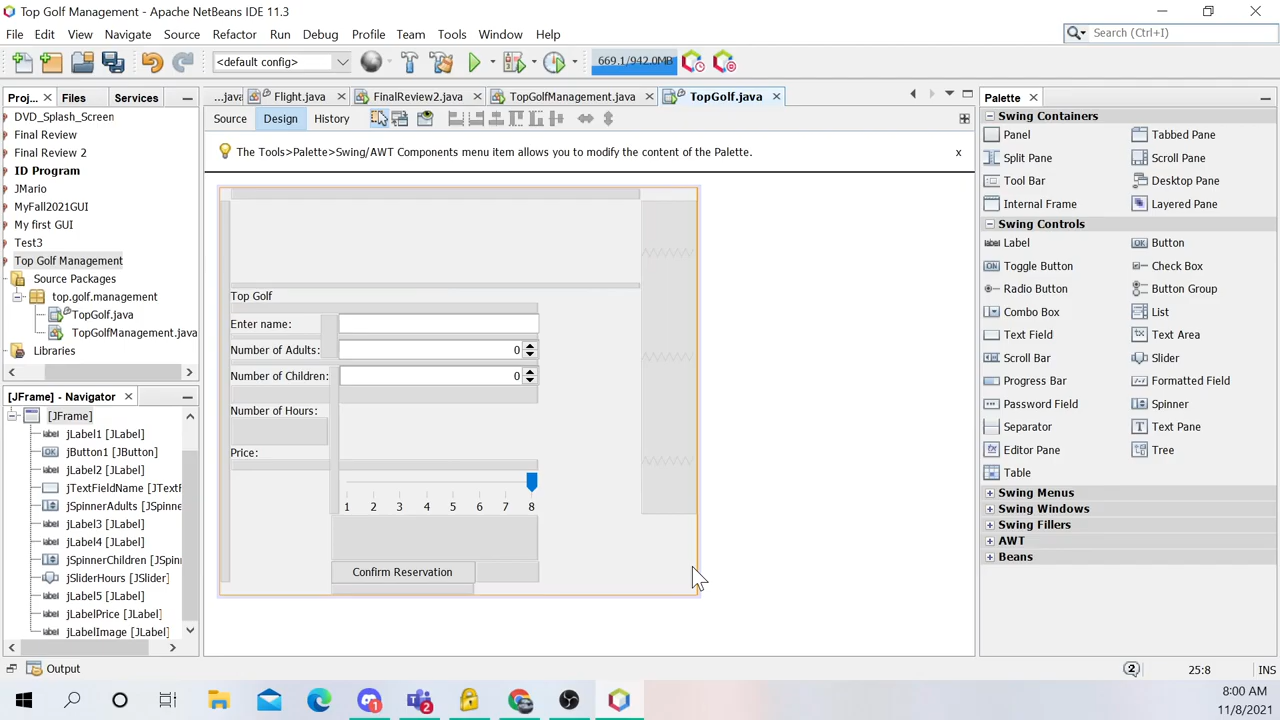 Top Golf Management - Apache NetBeans IDE 11.3
File Edit View Navigate Source Refactor Run Debug Profile Team Tools Window Help
Search (Ctrl+I)
<default config>
669.1/942.0MB
Proj... Files Services
...java Flight.java FinalReview2.java TopGolfManagement.java TopGolf.java
Source Design History
The Tools>Palette>Swing/AWT Components menu item allows you to modify the content of the Palette.
x
DVD_Splash_Screen
Final Review
Final Review 2
ID Program
JMario
MyFall2021GUI
My first GUI
Test3
Top Golf Management
Source Packages
top.golf.management
TopGolf.java
TopGolfManagement.java
Libraries
[JFrame] - Navigator
[JFrame]
jLabel1 [JLabel]
jButton1 [JButton]
jLabel2 [JLabel]
jTextFieldName [JTextF
jSpinnerAdults [JSpinne
jLabel3 [JLabel]
jLabel4 [JLabel]
jSpinnerChildren [JSpin
jSliderHours [JSlider]
jLabel5 [JLabel]
jLabelPrice [JLabel]
jLabelImage [JLabel]
Top Golf
Enter name:
Number of Adults: 0
Number of Children: 0
Number of Hours:
Price:
1 2 3 4 5 6 7 8
Confirm Reservation
Palette
Swing Containers
Panel Tabbed Pane
Split Pane Scroll Pane
Tool Bar Desktop Pane
Internal Frame Layered Pane
Swing Controls
Label Button
Toggle Button Check Box
Radio Button Button Group
Combo Box List
Text Field Text Area
Scroll Bar Slider
Progress Bar Formatted Field
Password Field Spinner
Separator Text Pane
Editor Pane Tree
Table
Swing Menus
Swing Windows
Swing Fillers
AWT
Beans
Output
2
25:8 INS
1
2
8:00 AM
11/8/2021